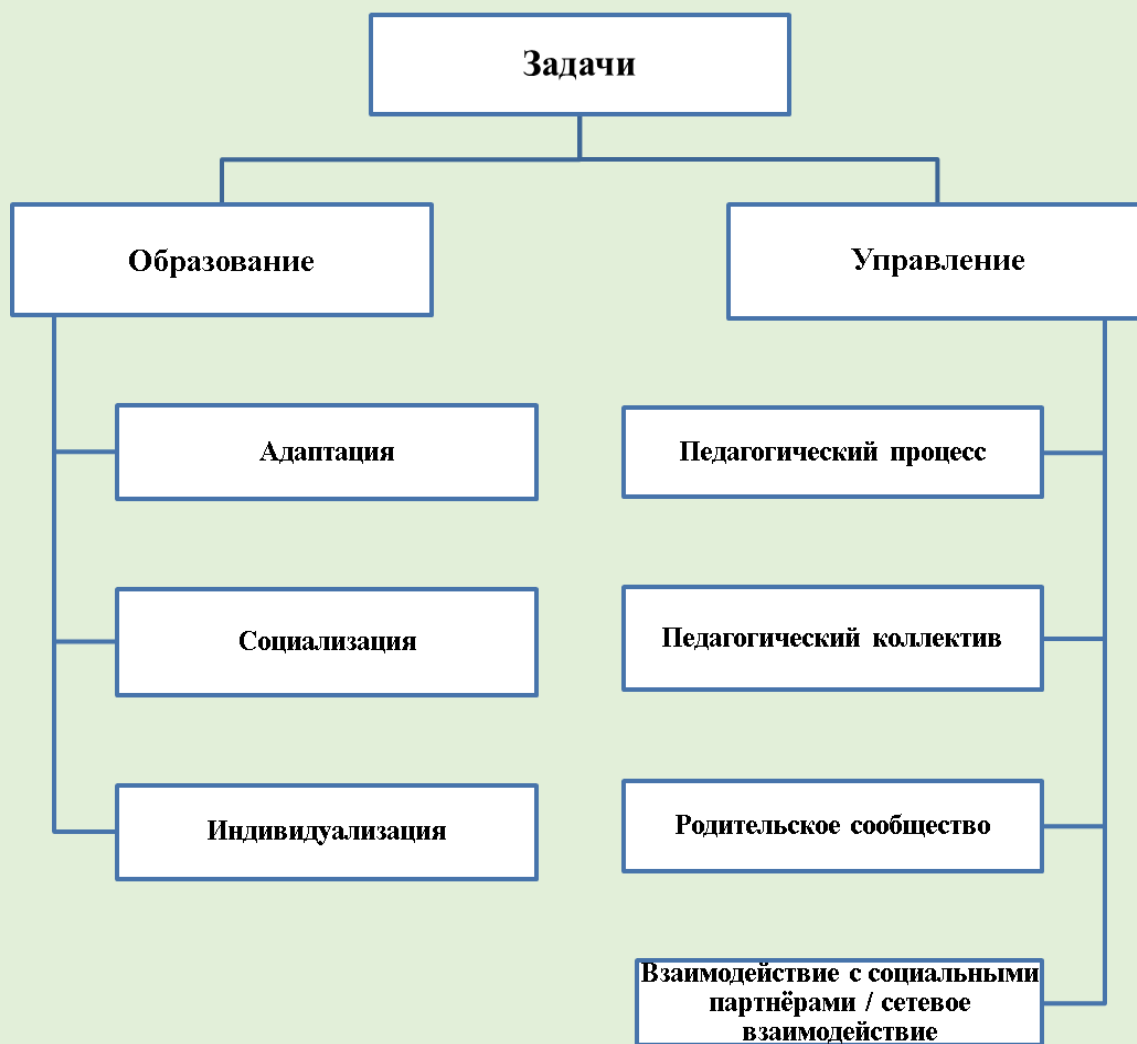 Задачи
Образование
Управление
Адаптация
Педагогический процесс
Социализация
Педагогический коллектив
Индивидуализация
Родительское сообщество
Взаимодействие с социальными
партнёрами / сетевое
взаимодействие